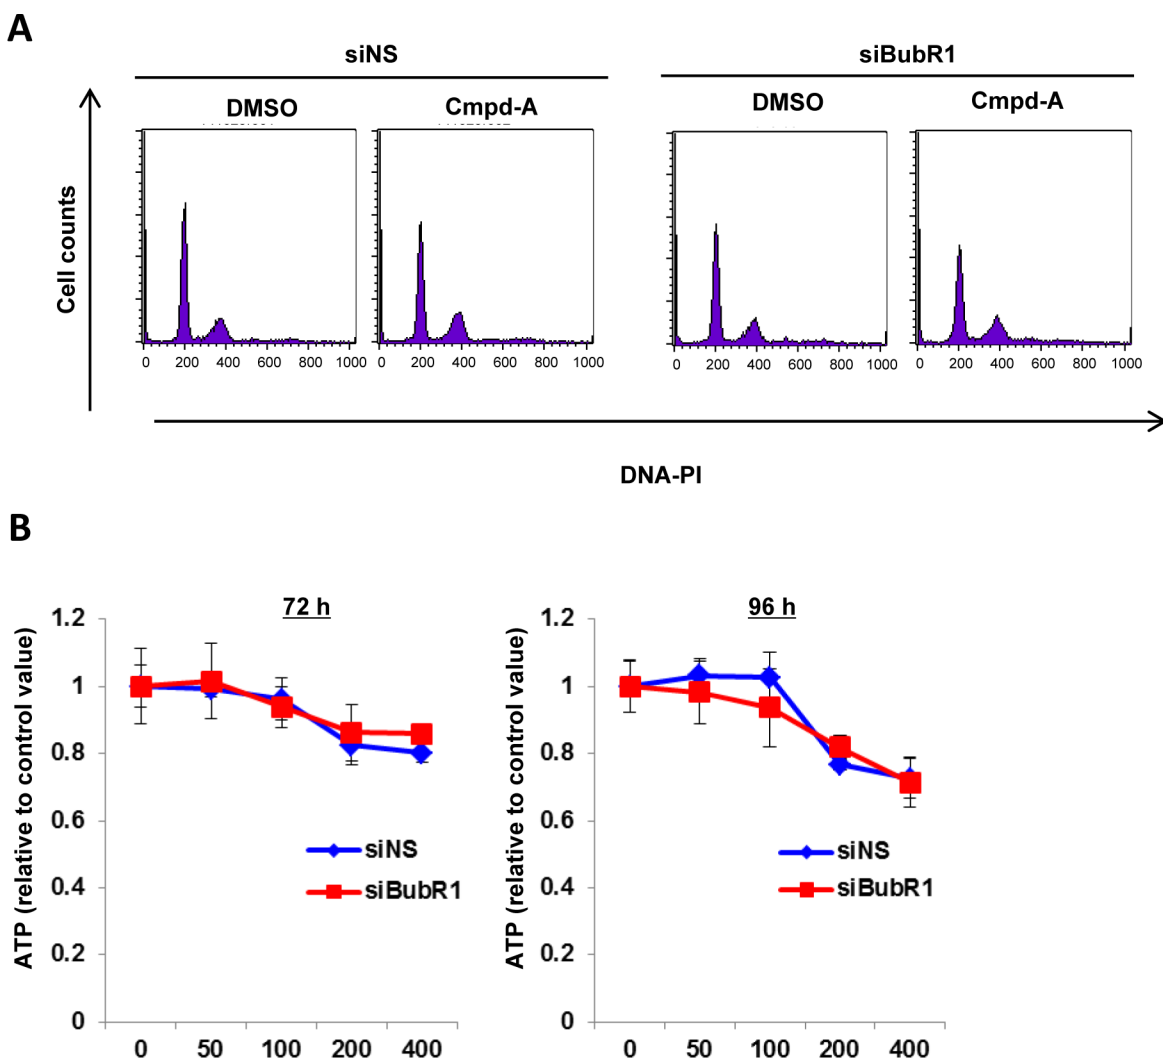 A
siNS
siBubR1
DMSO
Cmpd-A
DMSO
Cmpd-A
Cell counts
0 200 400 600 800 1000
0 200 400 600 800 1000
0 200 400 600 800 1000
0 200 400 600 800 1000
DNA-PI
B
72 h
ATP (relative to control value)
1.2
1
0.8
0.6
0.4
0.2
0
siNS
siBubR1
0 50 100 200 400
96 h
ATP (relative to control value)
1.2
1
0.8
0.6
0.4
0.2
0
siNS
siBubR1
0 50 100 200 400